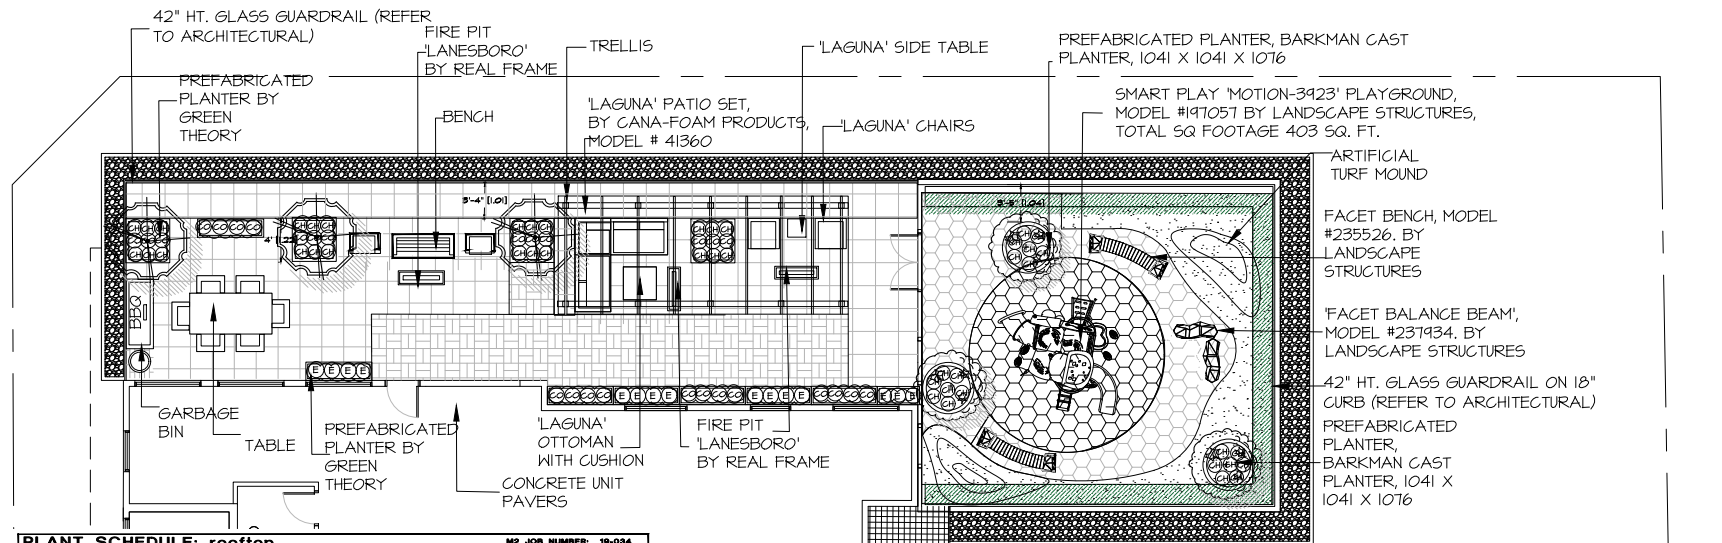 42" HT. GLASS GUARDRAIL (REFER
TO ARCHITECTURAL)
FIRE PIT
'LANESBORO'
BY REAL FRAME
TRELLIS
'LAGUNA' SIDE TABLE
PREFABRICATED PLANTER, BARKMAN CAST
PLANTER, 1041 X 1041 X 1076
PREFABRICATED
PLANTER BY
GREEN
THEORY
BENCH
'LAGUNA' PATIO SET,
BY CANA-FOAM PRODUCTS,
MODEL # 41360
'LAGUNA' CHAIRS
SMART PLAY 'MOTION-3923' PLAYGROUND,
MODEL #197057 BY LANDSCAPE STRUCTURES,
TOTAL SQ FOOTAGE 403 SQ. FT.
ARTIFICIAL
TURF MOUND
FACET BENCH, MODEL
#235526. BY
LANDSCAPE
STRUCTURES
'FACET BALANCE BEAM',
MODEL #237934. BY
LANDSCAPE STRUCTURES
42" HT. GLASS GUARDRAIL ON 18"
CURB (REFER TO ARCHITECTURAL)
PREFABRICATED
PLANTER,
BARKMAN CAST
PLANTER, 1041 X
1041 X 1076
BBQ
GARBAGE
BIN
TABLE
PREFABRICATED
PLANTER BY
GREEN
THEORY
CONCRETE UNIT
PAVERS
'LAGUNA'
OTTOMAN
WITH CUSHION
FIRE PIT
'LANESBORO'
BY REAL FRAME
E E E E
E E E E
E E E E
E E E
PLANT SCHEDULE: rooftop
M2 JOB NUMBER: 19-034